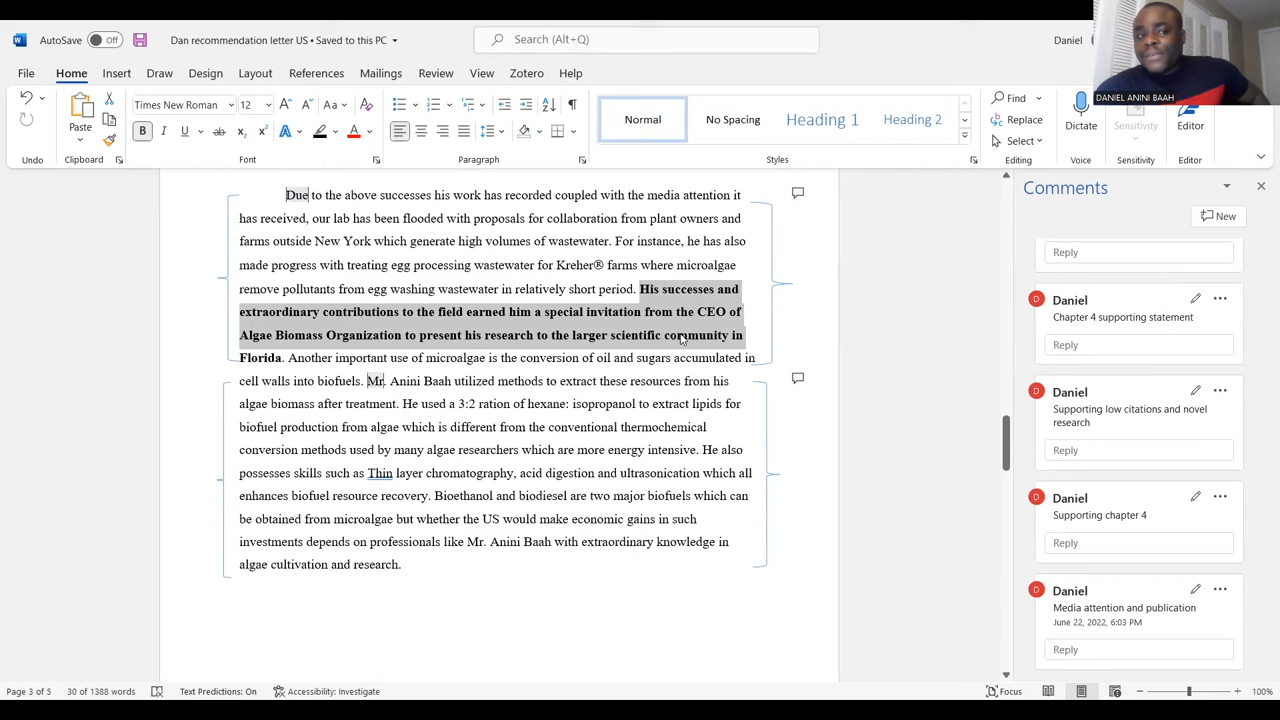 AutoSave Off Dan recommendation letter US • Saved to this PC Search (Alt+Q) Daniel
DANIEL ANINI BAAH
File Home Insert Draw Design Layout References Mailings Review View Zotero Help
Times New Roman 12 Aa Normal No Spacing Heading 1 Heading 2 Find
Replace
Select
Paste Dictate Sensitivity Editor
Undo Clipboard Font Paragraph Styles Editing Voice Sensitivity Editor
Due to the above successes his work has recorded coupled with the media attention it
has received, our lab has been flooded with proposals for collaboration from plant owners and
farms outside New York which generate high volumes of wastewater. For instance, he has also
made progress with treating egg processing wastewater for Kreher® farms where microalgae
remove pollutants from egg washing wastewater in relatively short period. His successes and
extraordinary contributions to the field earned him a special invitation from the CEO of
Algae Biomass Organization to present his research to the larger scientific community in
Florida. Another important use of microalgae is the conversion of oil and sugars accumulated in
cell walls into biofuels. Mr. Anini Baah utilized methods to extract these resources from his
algae biomass after treatment. He used a 3:2 ration of hexane: isopropanol to extract lipids for
biofuel production from algae which is different from the conventional thermochemical
conversion methods used by many algae researchers which are more energy intensive. He also
possesses skills such as Thin layer chromatography, acid digestion and ultrasonication which all
enhances biofuel resource recovery. Bioethanol and biodiesel are two major biofuels which can
be obtained from microalgae but whether the US would make economic gains in such
investments depends on professionals like Mr. Anini Baah with extraordinary knowledge in
algae cultivation and research.
Comments
New
Reply
D Daniel
Chapter 4 supporting statement
Reply
D Daniel
Supporting low citations and novel
research
Reply
D Daniel
Supporting chapter 4
Reply
D Daniel
Media attention and publication
June 22, 2022, 6:03 PM
Reply
Page 3 of 5 30 of 1388 words Text Predictions: On Accessibility: Investigate Focus 100%